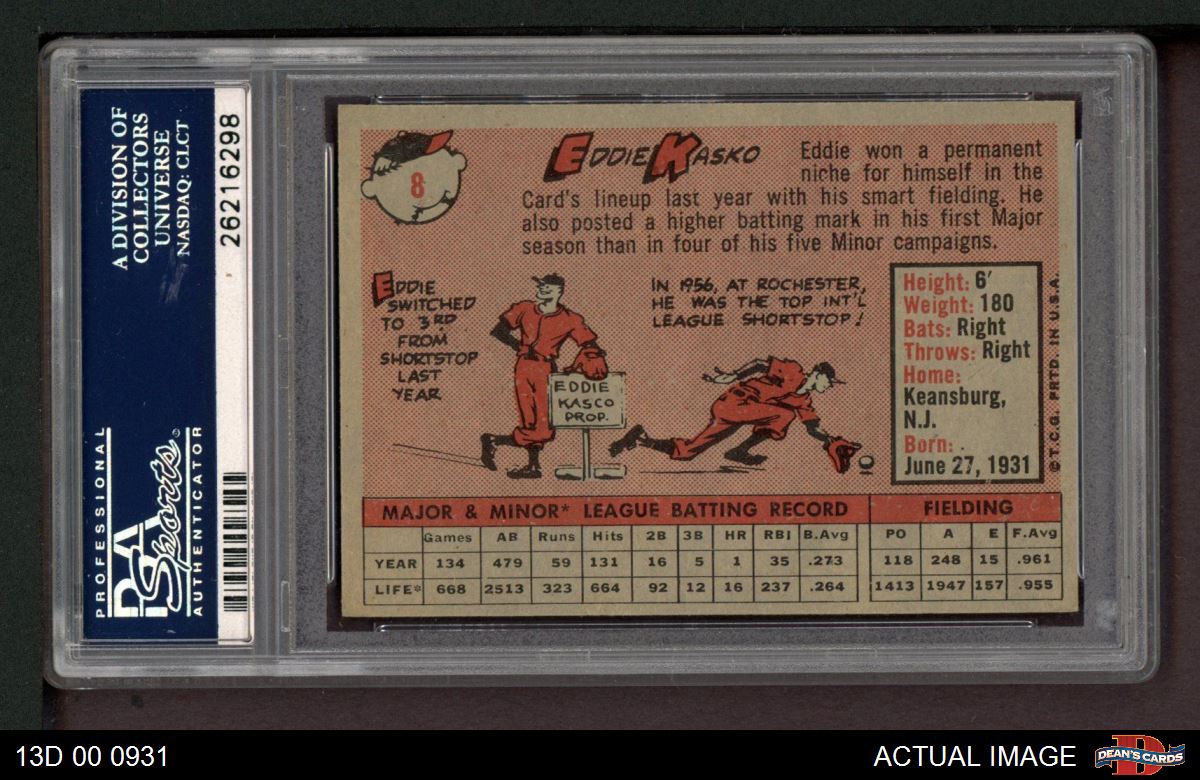 A DIVISION OF
COLLECTORS
UNIVERSE
NASDAQ: CLCT
26216298
PROFESSIONAL
PSA
Sports
AUTHENTICATOR
8
EDDIE KASKO
Eddie won a permanent
niche for himself in the
Card's lineup last year with his smart fielding. He
also posted a higher batting mark in his first Major
season than in four of his five Minor campaigns.
EDDIE
SWITCHED
TO 3RD
FROM
SHORTSTOP
LAST
YEAR
EDDIE
KASCO
PROP.
IN 1956, AT ROCHESTER,
HE WAS THE TOP INT'L
LEAGUE SHORTSTOP!
Height: 6'
Weight: 180
Bats: Right
Throws: Right
Home:
Keansburg,
N.J.
Born:
June 27, 1931
©T.C.G. PRTD. IN U.S.A.
MAJOR & MINOR* LEAGUE BATTING RECORD FIELDING
Games AB Runs Hits 2B 3B HR RBI B.Avg PO A E F.Avg
YEAR 134 479 59 131 16 5 1 35 .273 118 248 15 .961
LIFE* 668 2513 323 664 92 12 16 237 .264 1413 1947 157 .955
13D 00 0931
ACTUAL IMAGE
D
DEAN'S CARDS